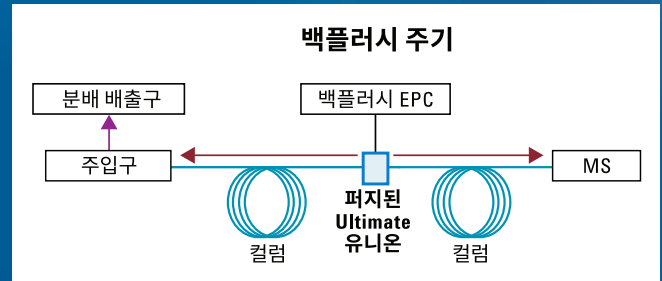 백플러시 주기
분배 배출구
백플러시 EPC
주입구
MS
퍼지된
Ultimate
유니온
컬럼
컬럼